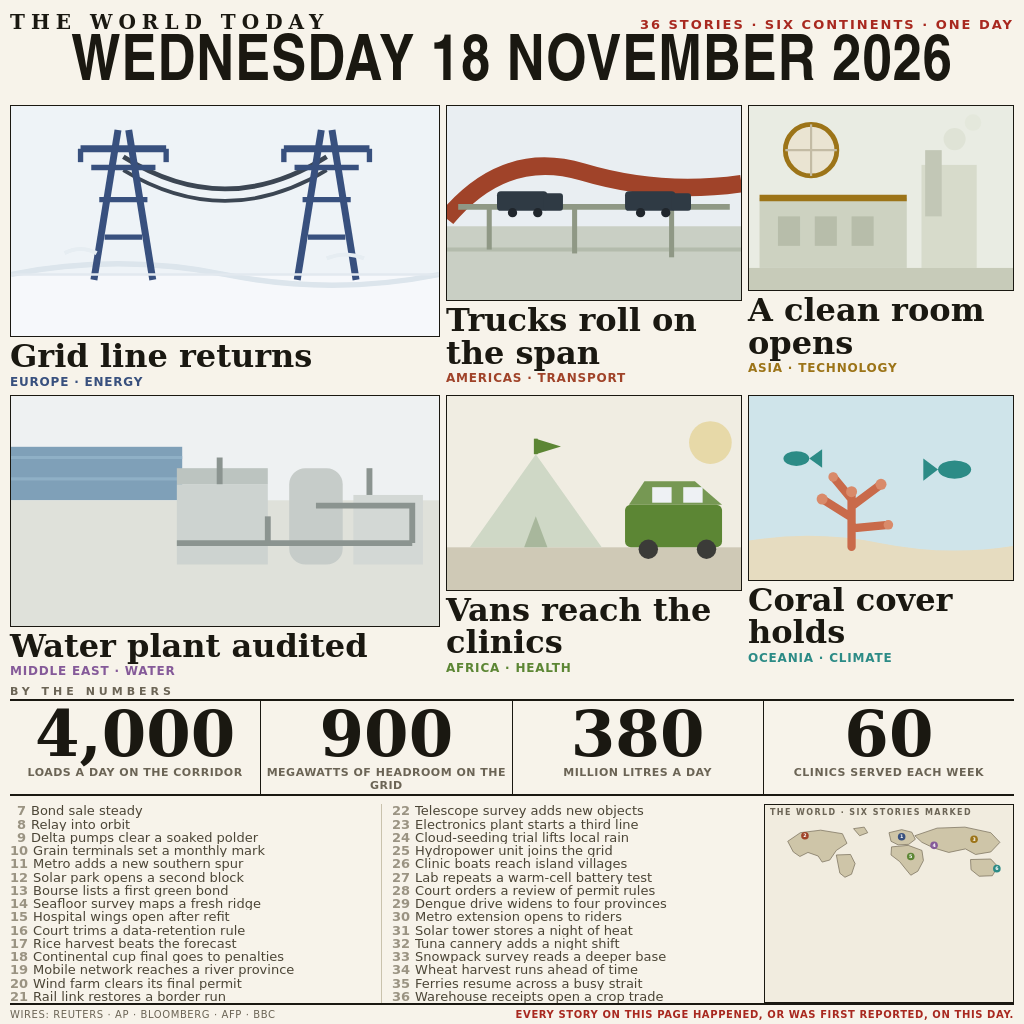 THE WORLD TODAY
36 STORIES · SIX CONTINENTS · ONE DAY
WEDNESDAY 18 NOVEMBER 2026
Grid line returns
EUROPE · ENERGY
Trucks roll on
the span
AMERICAS · TRANSPORT
A clean room
opens
ASIA · TECHNOLOGY
Water plant audited
MIDDLE EAST · WATER
Vans reach the
clinics
AFRICA · HEALTH
Coral cover
holds
OCEANIA · CLIMATE
BY THE NUMBERS
4,000
LOADS A DAY ON THE CORRIDOR
900
MEGAWATTS OF HEADROOM ON THE
GRID
380
MILLION LITRES A DAY
60
CLINICS SERVED EACH WEEK
7 Bond sale steady
8 Relay into orbit
9 Delta pumps clear a soaked polder
10 Grain terminals set a monthly mark
11 Metro adds a new southern spur
12 Solar park opens a second block
13 Bourse lists a first green bond
14 Seafloor survey maps a fresh ridge
15 Hospital wings open after refit
16 Court trims a data-retention rule
17 Rice harvest beats the forecast
18 Continental cup final goes to penalties
19 Mobile network reaches a river province
20 Wind farm clears its final permit
21 Rail link restores a border run
22 Telescope survey adds new objects
23 Electronics plant starts a third line
24 Cloud-seeding trial lifts local rain
25 Hydropower unit joins the grid
26 Clinic boats reach island villages
27 Lab repeats a warm-cell battery test
28 Court orders a review of permit rules
29 Dengue drive widens to four provinces
30 Metro extension opens to riders
31 Solar tower stores a night of heat
32 Tuna cannery adds a night shift
33 Snowpack survey reads a deeper base
34 Wheat harvest runs ahead of time
35 Ferries resume across a busy strait
36 Warehouse receipts open a crop trade
THE WORLD · SIX STORIES MARKED
WIRES: REUTERS · AP · BLOOMBERG · AFP · BBC
EVERY STORY ON THIS PAGE HAPPENED, OR WAS FIRST REPORTED, ON THIS DAY.